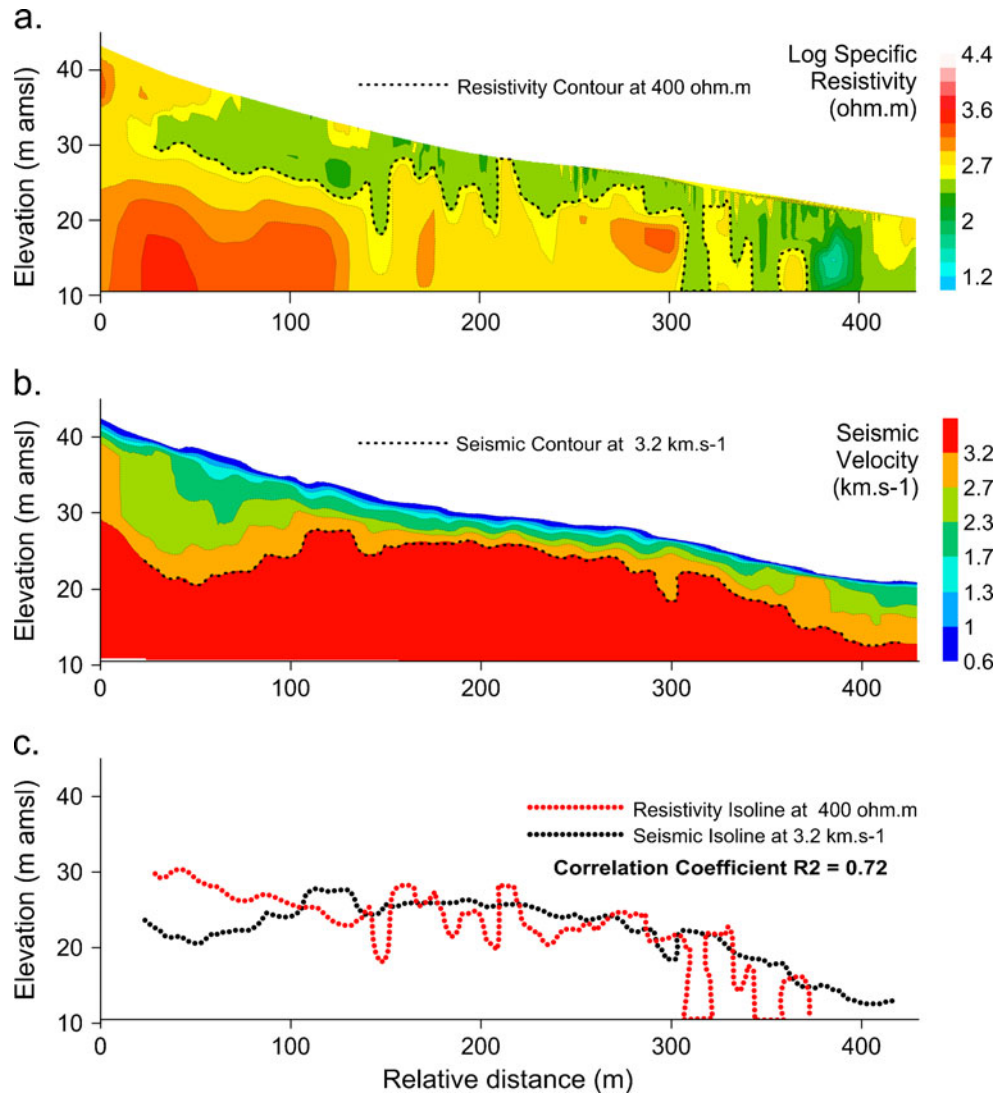 a.
Elevation (m amsl)
40
30
20
10
0
100
200
300
400
Resistivity Contour at 400 ohm.m
Log Specific
Resistivity
(ohm.m)
4.4
3.6
2.7
2
1.2
b.
Elevation (m amsl)
40
30
20
10
0
100
200
300
400
Seismic Contour at 3.2 km.s-1
Seismic
Velocity
(km.s-1)
3.2
2.7
2.2
1.7
1.3
1
0.6
c.
Elevation (m amsl)
40
30
20
10
0
100
200
300
400
Resistivity Isoline at 400 ohm.m
Seismic Isoline at 3.2 km.s-1
Correlation Coefficient R2 = 0.72
Relative distance (m)